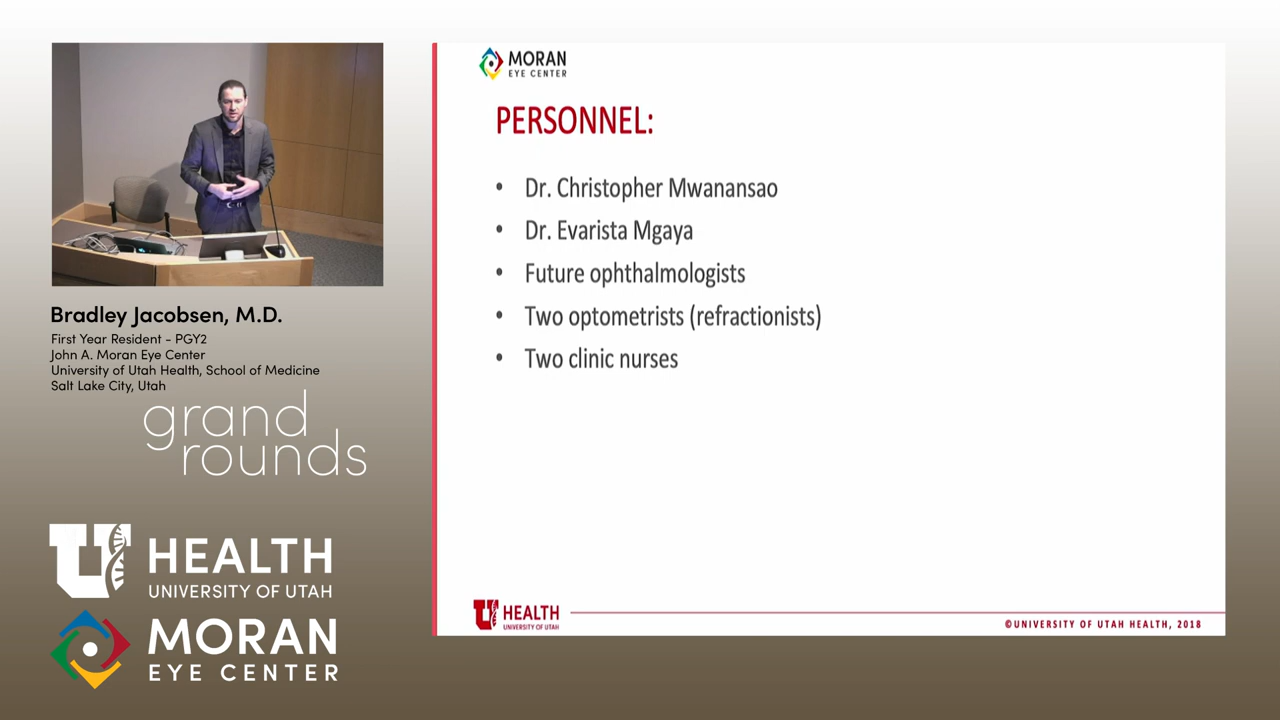 Bradley Jacobsen, M.D.
First Year Resident - PGY2
John A. Moran Eye Center
University of Utah Health, School of Medicine
Salt Lake City, Utah
grand
rounds
U HEALTH
UNIVERSITY OF UTAH
MORAN
EYE CENTER
MORAN
EYE CENTER
PERSONNEL:
• Dr. Christopher Mwanansao
• Dr. Evarista Mgaya
• Future ophthalmologists
• Two optometrists (refractionists)
• Two clinic nurses
U HEALTH
UNIVERSITY OF UTAH
©UNIVERSITY OF UTAH HEALTH, 2018